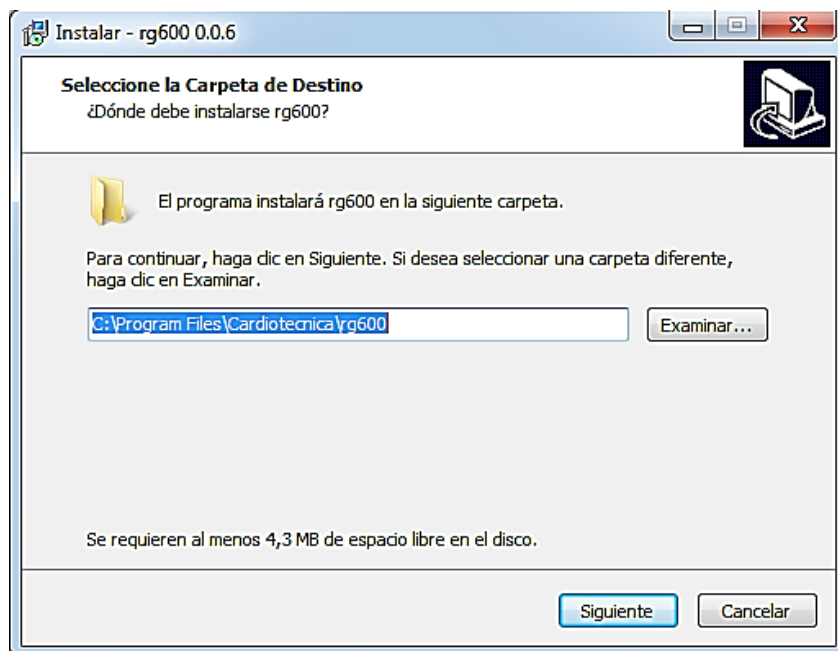 Instalar - rg600 0.0.6
Seleccione la Carpeta de Destino
¿Dónde debe instalarse rg600?
El programa instalará rg600 en la siguiente carpeta.
Para continuar, haga clic en Siguiente. Si desea seleccionar una carpeta diferente,
haga clic en Examinar.
C:\Program Files\Cardiotecnica\rg600
Examinar...
Se requieren al menos 4,3 MB de espacio libre en el disco.
Siguiente
Cancelar